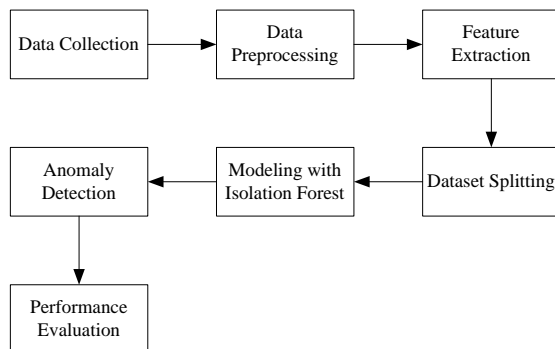 Data Collection
Data
Preprocessing
Feature
Extraction
Dataset Splitting
Modeling with
Isolation Forest
Anomaly
Detection
Performance
Evaluation